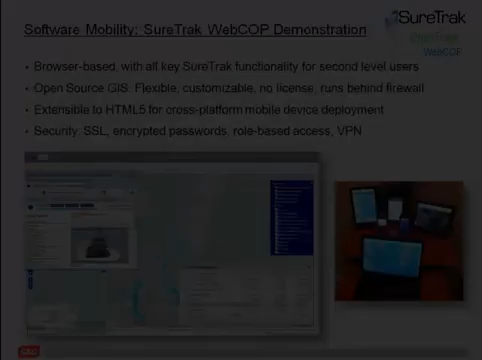 SureTrak
Software Mobility: SureTrak WebCOP Demonstration
SureTrak
WebCOP
• Browser-based, with all key SureTrak functionality for second level users
• Open Source GIS: Flexible, customizable, no license, runs behind firewall
• Extensible to HTML5 for cross-platform mobile device deployment
• Security: SSL, encrypted passwords, role-based access, VPN